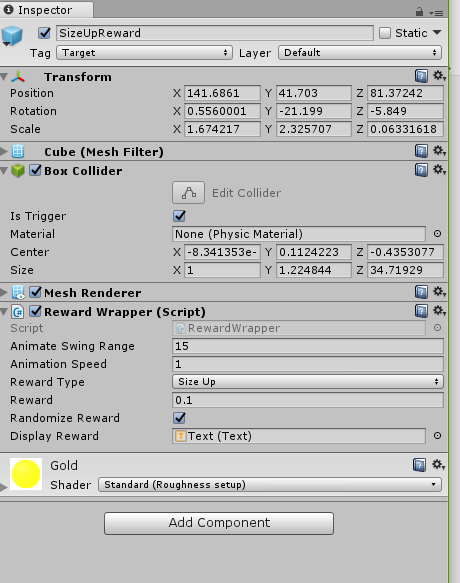 Inspector
SizeUpReward Static
Tag Target Layer Default
Transform
Position X 141.6861 Y 41.703 Z 81.37242
Rotation X 0.5560001 Y -21.199 Z -5.849
Scale X 1.674217 Y 2.325707 Z 0.06331618
Cube (Mesh Filter)
Box Collider
Edit Collider
Is Trigger
Material None (Physic Material)
Center X -8.341353e- Y 0.1124223 Z -0.4353077
Size X 1 Y 1.224844 Z 34.71929
Mesh Renderer
Reward Wrapper (Script)
Script RewardWrapper
Animate Swing Range 15
Animation Speed 1
Reward Type Size Up
Reward 0.1
Randomize Reward
Display Reward Text (Text)
Gold
Shader Standard (Roughness setup)
Add Component